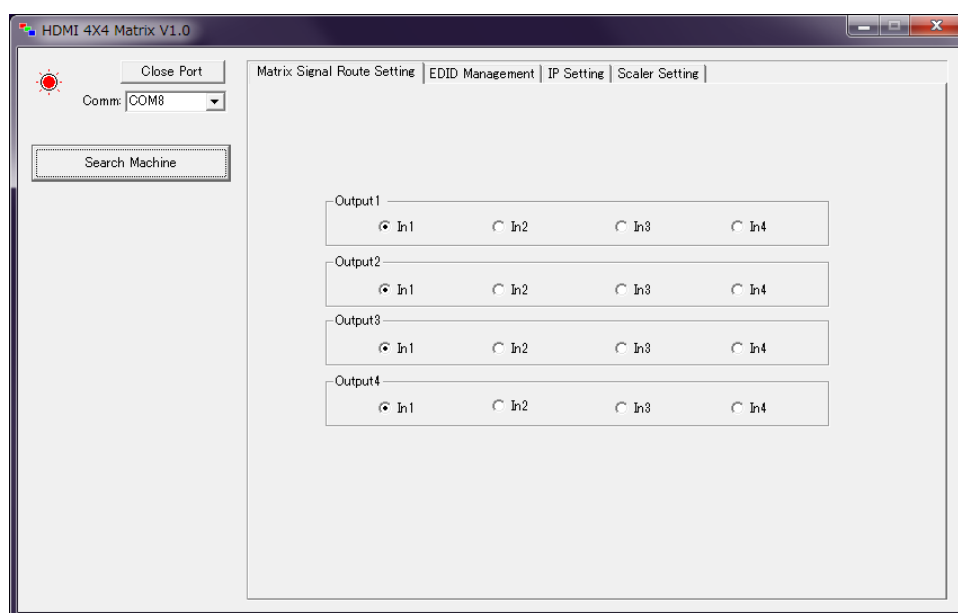 HDMI 4X4 Matrix V1.0
Close Port
Comm: COM8
Search Machine
Matrix Signal Route Setting EDID Management IP Setting Scaler Setting
Output1
In1 In2 In3 In4
Output2
In1 In2 In3 In4
Output3
In1 In2 In3 In4
Output4
In1 In2 In3 In4